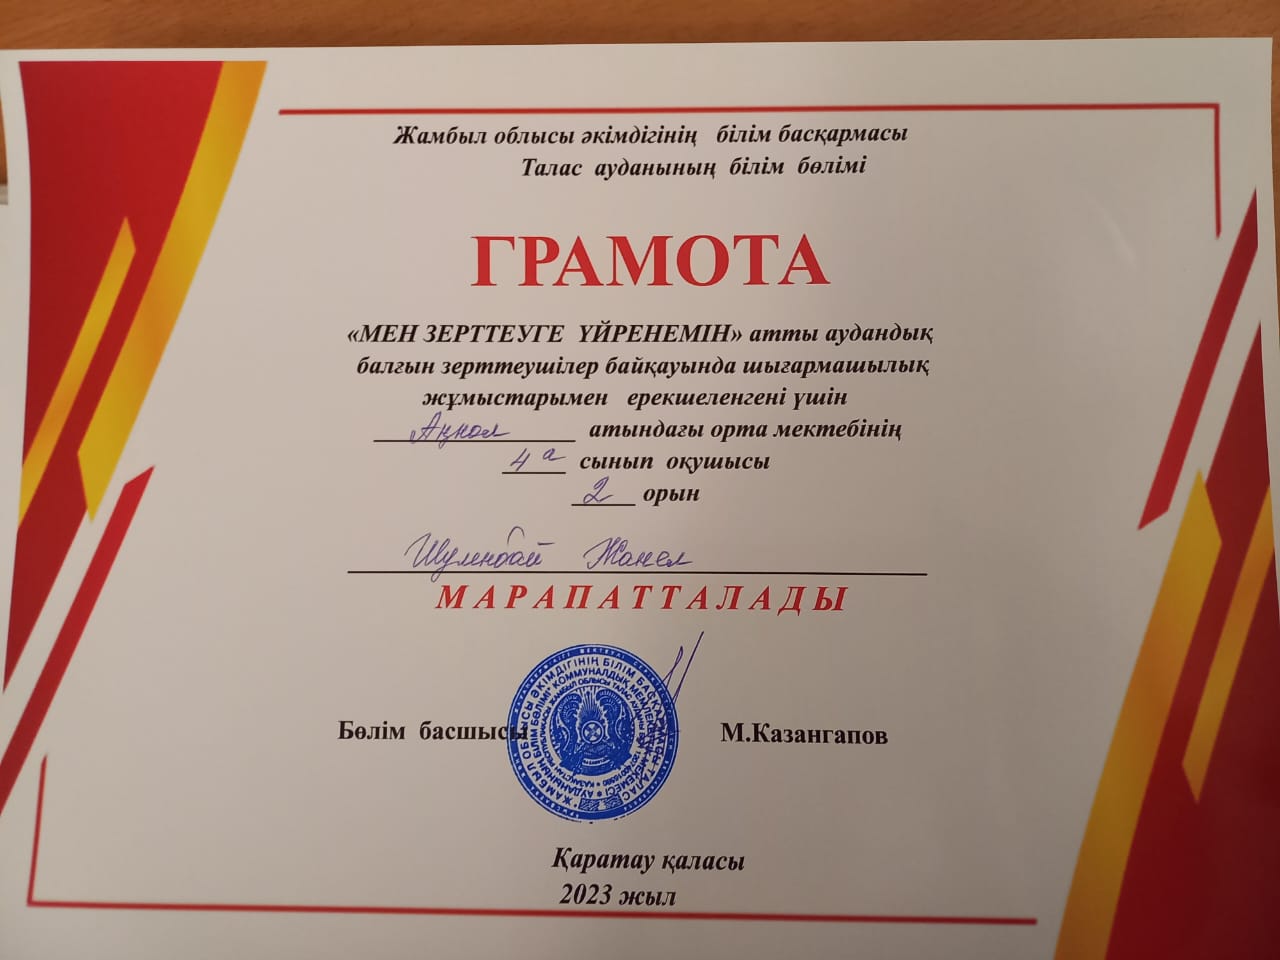 Жамбыл облысы әкімдігінің білім басқармасы
Талас ауданының білім бөлімі
ГРАМОТА
«МЕН ЗЕРТТЕУГЕ ҮЙРЕНЕМІН» атты аудандық
балғын зерттеушілер байқауында шығармашылық
жұмыстарымен ерекшеленгені үшін
Ақкөл атындағы орта мектебінің
4 а сынып оқушысы
2 орын
Жанел
МАРАПАТТАЛАДЫ
Бөлім басшысы М.Казангапов
Қаратау қаласы
2023 жыл